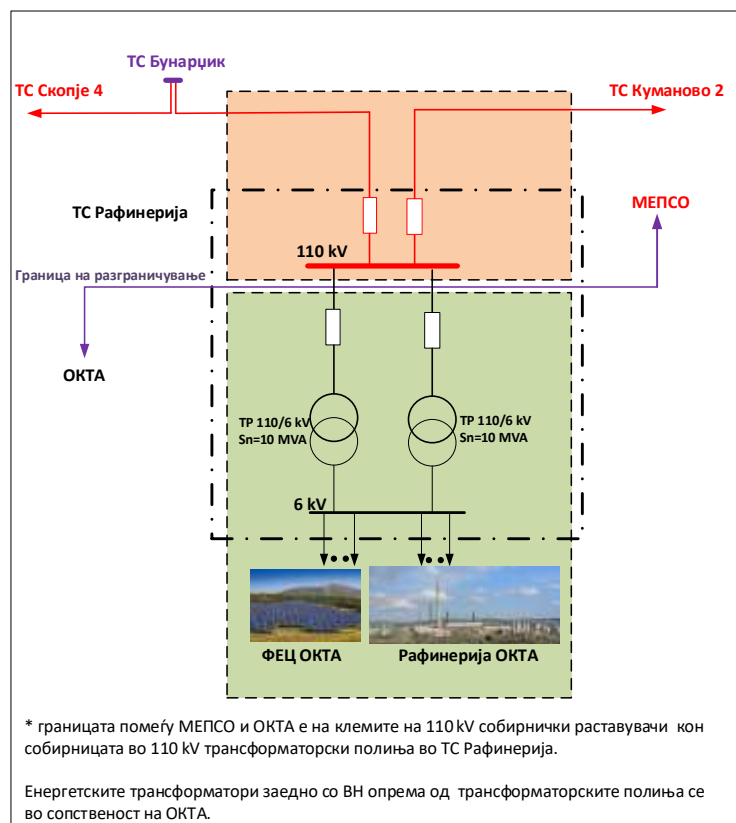 ТС Бунарџик
ТС Скопје 4
ТС Куманово 2
ТС Рафинерија
МЕПСО
110 kV
Граница на разграничување
ОКТА
ТР 110/6 kV
Sn=10 MVA
ТР 110/6 kV
Sn=10 MVA
6 kV
ФЕЦ ОКТА
Рафинерија ОКТА
* границата помеѓу МЕПСО и ОКТА е на клемите на 110 kV собирнички раставувачи кон
собирницата во 110 kV трансформаторски полиња во ТС Рафинерија.
Енергетските трансформатори заедно со ВН опрема од трансформаторските полиња се
во сопственост на ОКТА.